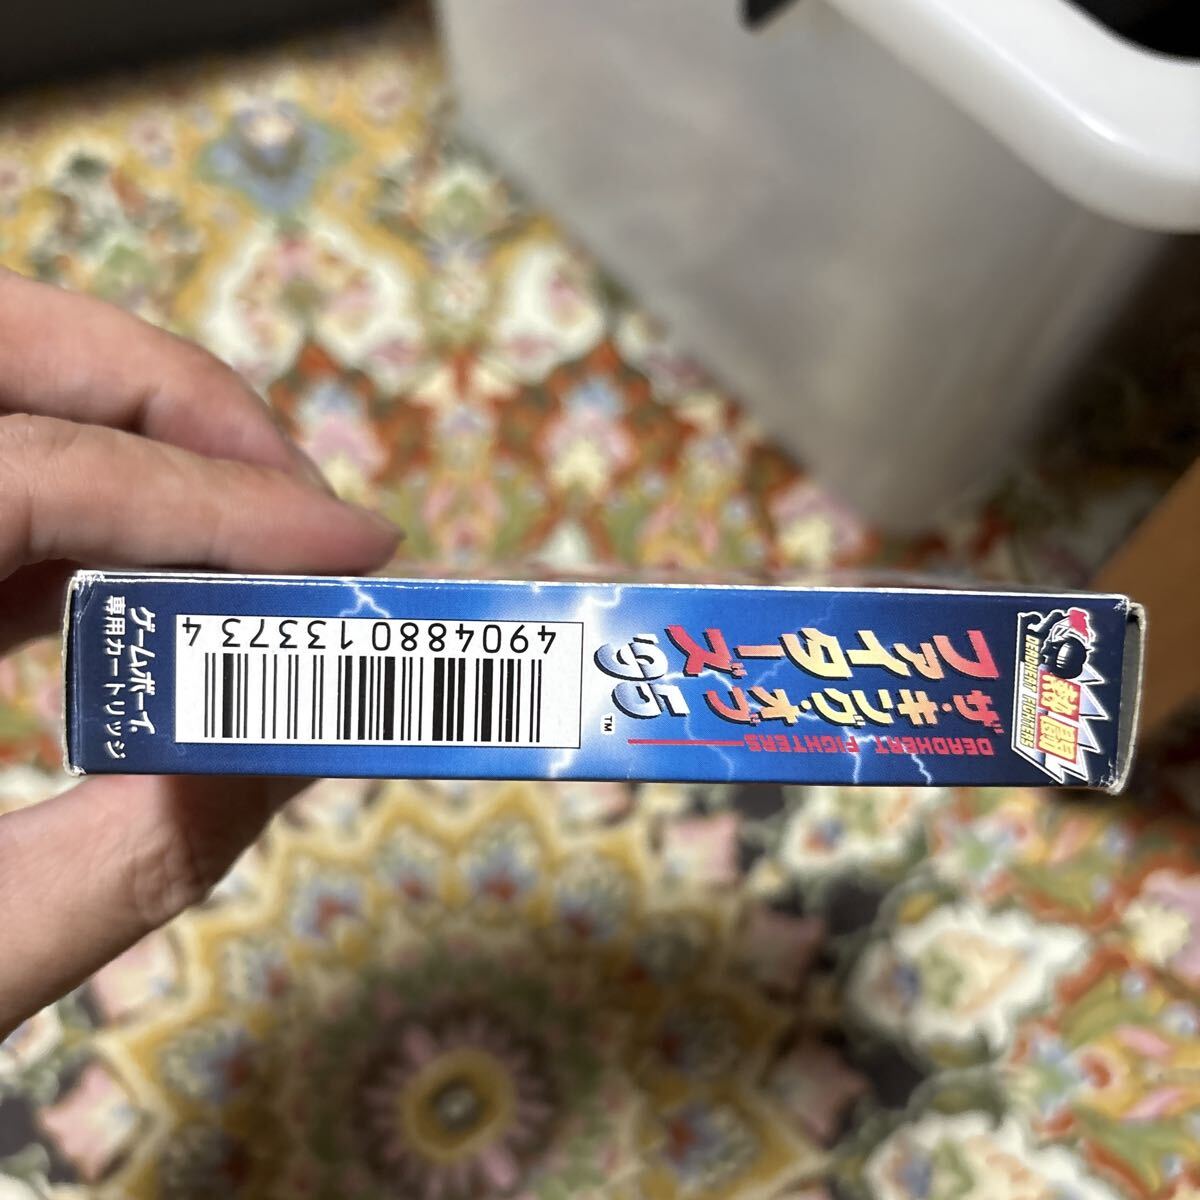 熱闘
DEADHEAT FIGHTERS
DEADHEAT FIGHTERS
ザ・キング・オブ
ファイターズ
'95
TM
4904880133734
ゲームボーイ
専用カートリッジ